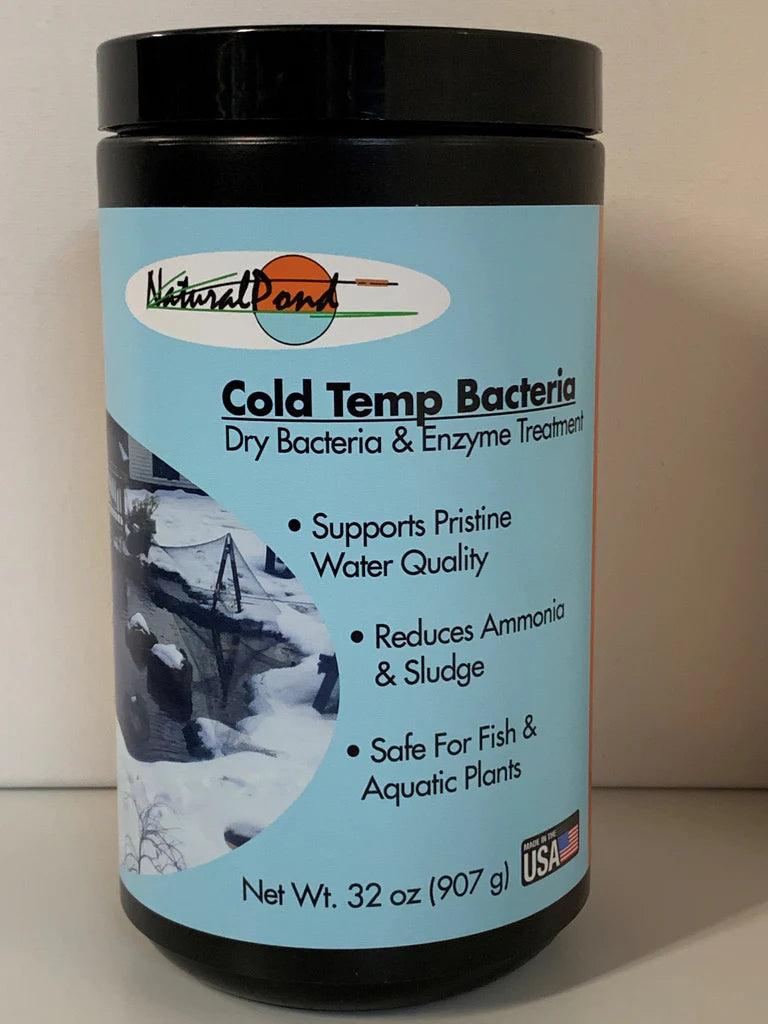 NaturalPond
Cold Temp Bacteria
Dry Bacteria & Enzyme Treatment
• Supports Pristine
Water Quality
• Reduces Ammonia
& Sludge
• Safe For Fish &
Aquatic Plants
MADE IN THE
USA
Net Wt. 32 oz (907 g)